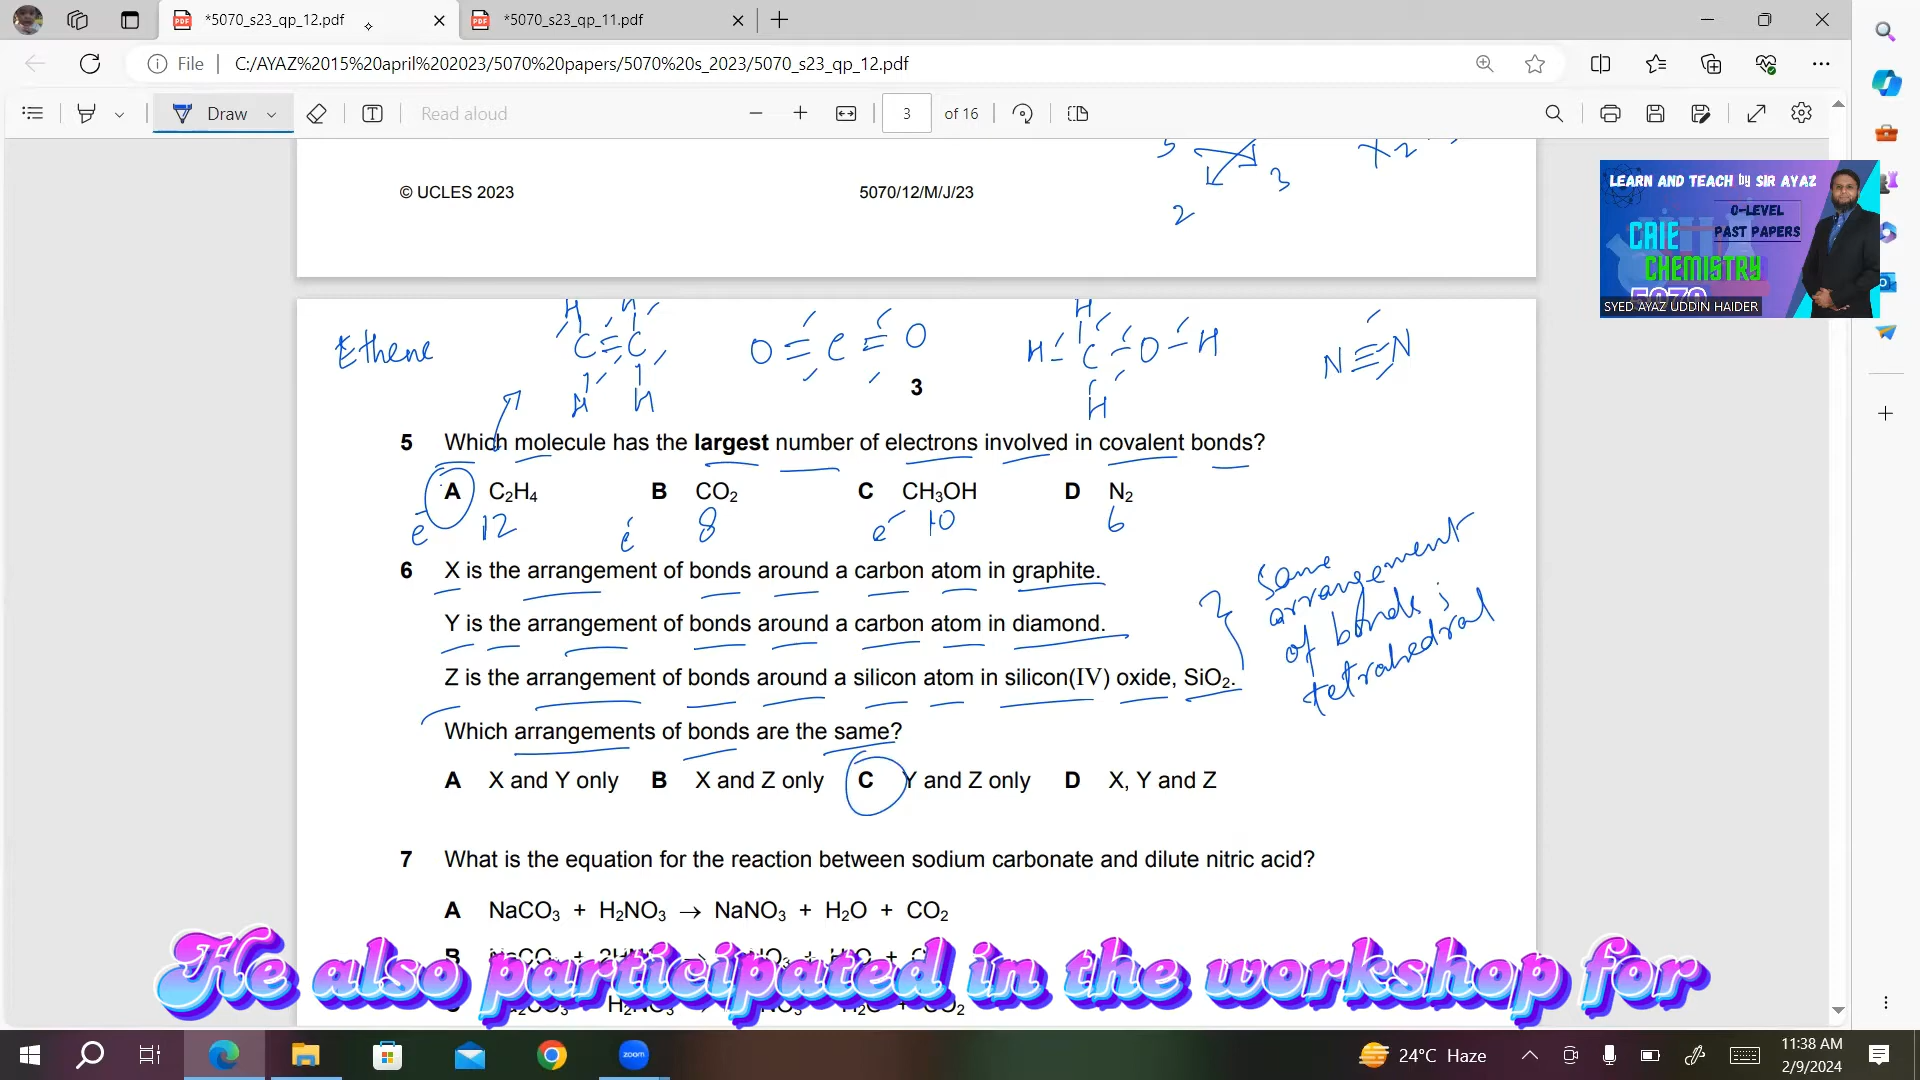 *5070_s23_qp_12.pdf
*5070_s23_qp_11.pdf
File
C:/AYAZ%2015%20april%202023/5070%20papers/5070%20s_2023/5070_s23_qp_12.pdf
Draw
Read aloud
3 of 16
3
2
3
X 2
© UCLES 2023
5070/12/M/J/23
LEARN AND TEACH by SIR AYAZ
O-LEVEL
PAST PAPERS
CAIE
CHEMISTRY
5070
SYED AYAZ UDDIN HAIDER
Ethene
H H
C = C
H H
O = C = O
H
H - C - O - H
H
N ≡ N
3
5 Which molecule has the largest number of electrons involved in covalent bonds?
A C₂H₄ B CO₂ C CH₃OH D N₂
e⁻ 12 e⁻ 8 e⁻ 10 6
6 X is the arrangement of bonds around a carbon atom in graphite.
Y is the arrangement of bonds around a carbon atom in diamond.
Z is the arrangement of bonds around a silicon atom in silicon(IV) oxide, SiO₂.
Same
arrangement
of bonds ;
tetrahedral
Which arrangements of bonds are the same?
A X and Y only B X and Z only C Y and Z only D X, Y and Z
7 What is the equation for the reaction between sodium carbonate and dilute nitric acid?
A NaCO₃ + H₂NO₃ → NaNO₃ + H₂O + CO₂
B
He also participated in the workshop for
zoom
24°C Haze
11:38 AM
2/9/2024